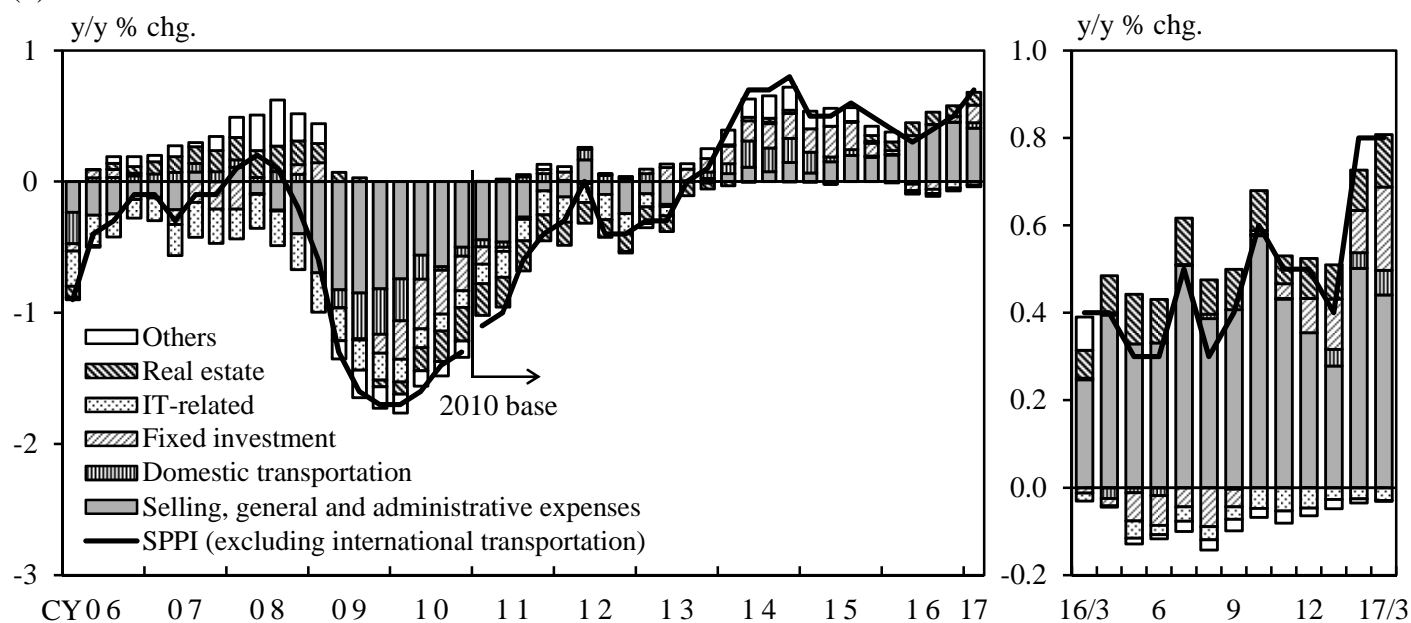 y/y % chg.
y/y % chg.
1
0
-1
-2
-3
1.0
0.8
0.6
0.4
0.2
0.0
-0.2
Others
Real estate
IT-related
Fixed investment
Domestic transportation
Selling, general and administrative expenses
SPPI (excluding international transportation)
2010 base
CY 06 07 08 09 10 11 12 13 14 15 16 17
16/3 6 9 12 17/3